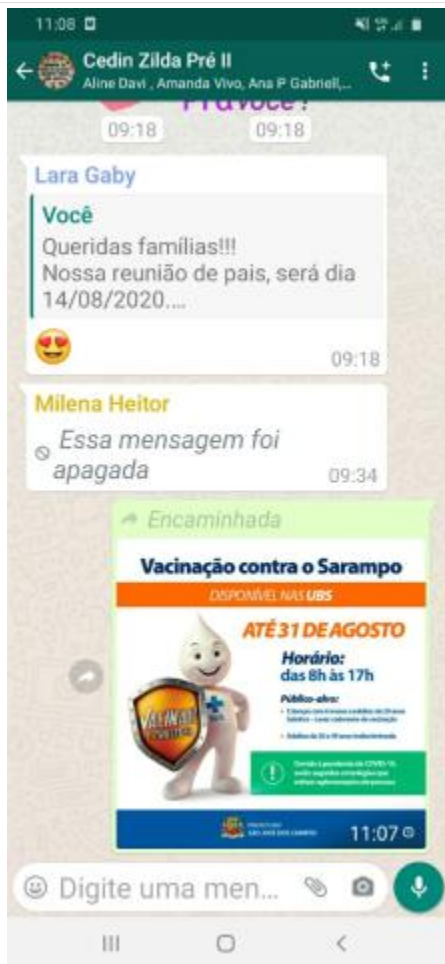 11:08
Cedin Zilda Pré II
Aline Davi , Amanda Vivo, Ana P Gabriell,...
Pra você !
09:18
09:18
Lara Gaby
Você
Queridas famílias!!!
Nossa reunião de pais, será dia
14/08/2020....
09:18
Milena Heitor
Essa mensagem foi
apagada
09:34
Encaminhada
Vacinação contra o Sarampo
DISPONÍVEL NAS UBS
ATÉ 31 DE AGOSTO
Horário:
das 8h às 17h
Público-alvo:
11:07
Digite uma men...